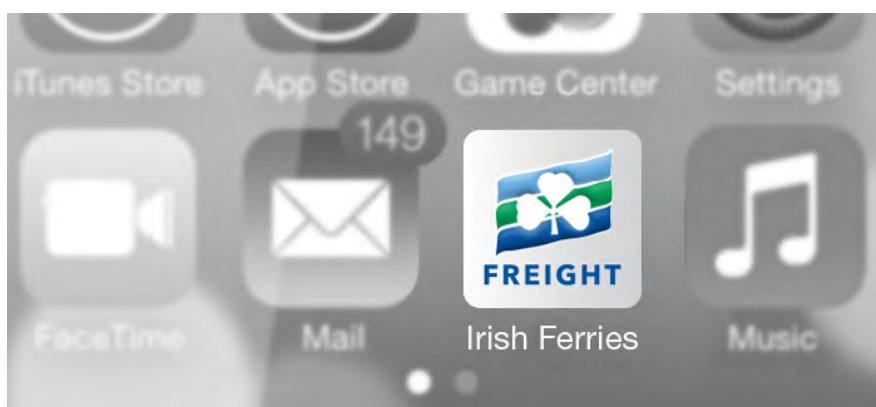 iTunes Store App Store Game Center Settings
149
FREIGHT
FaceTime Mail Irish Ferries Music